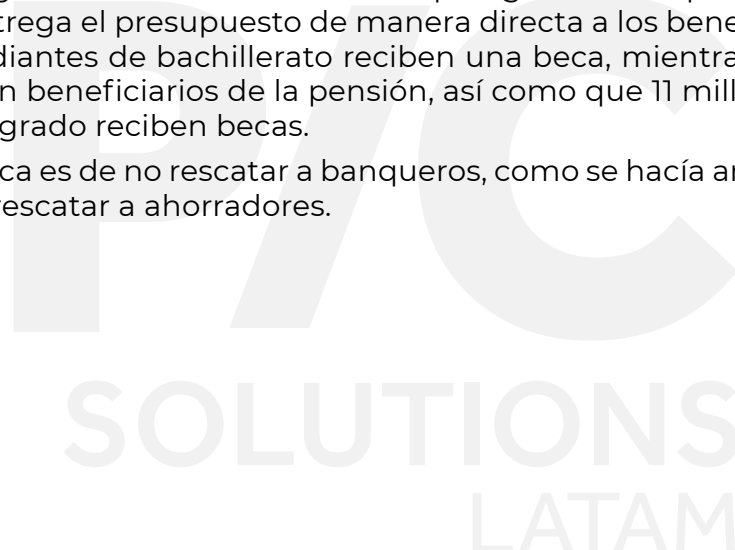 trega el presupuesto de manera directa a los bene
diantes de bachillerato reciben una beca, mientra
n beneficiarios de la pensión, así como que 11 mill
grado reciben becas.
ca es de no rescatar a banqueros, como se hacía an
rescatar a ahorradores.
P/C
SOLUTIONS
LATAM